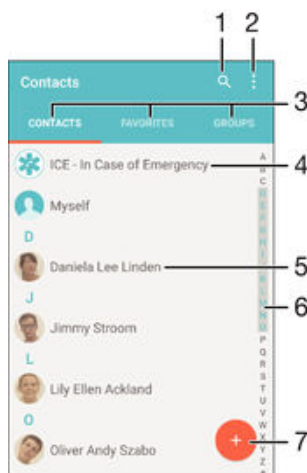 1 2
Contacts
3
CONTACTS FAVORITES GROUPS
ICE - In Case of Emergency 4
Myself
D
Daniela Lee Linden 5
J
Jimmy Stroom
6
L
Lily Ellen Ackland
O
Oliver Andy Szabo
+ 7
A
B
C
P
Q
R
S
T
U
V
W
X
Y
Z